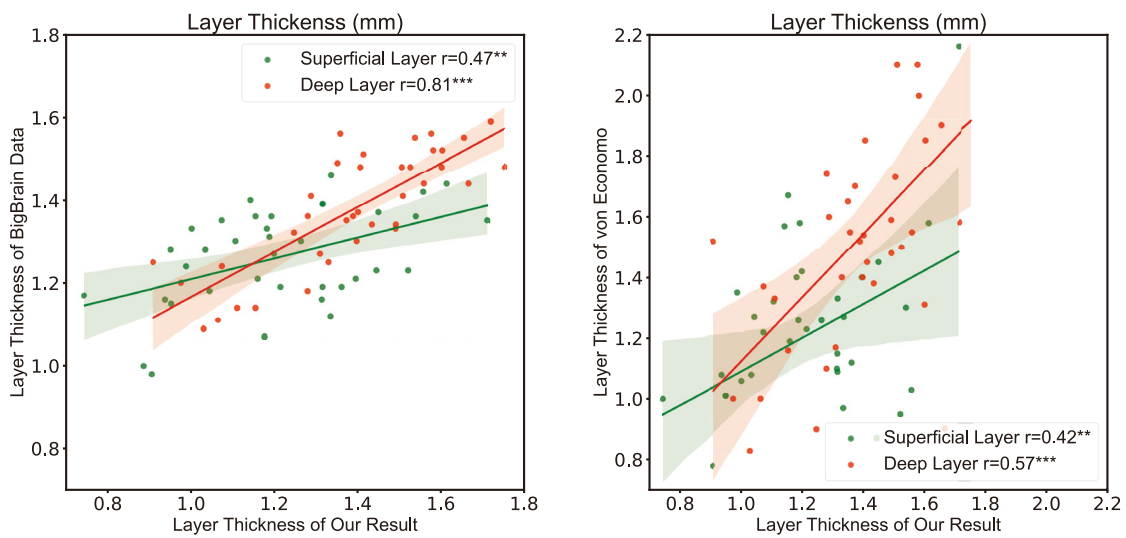 Layer Thickenss (mm)
1.8
1.6
1.4
1.2
1.0
0.8
Layer Thickness of BigBrain Data
Superficial Layer r=0.47**
Deep Layer r=0.81***
0.8 1.0 1.2 1.4 1.6 1.8
Layer Thickness of Our Result
Layer Thickenss (mm)
2.2
2.0
1.8
1.6
1.4
1.2
1.0
0.8
Layer Thickness of von Economo
Superficial Layer r=0.42**
Deep Layer r=0.57***
0.8 1.0 1.2 1.4 1.6 1.8 2.0 2.2
Layer Thickness of Our Result